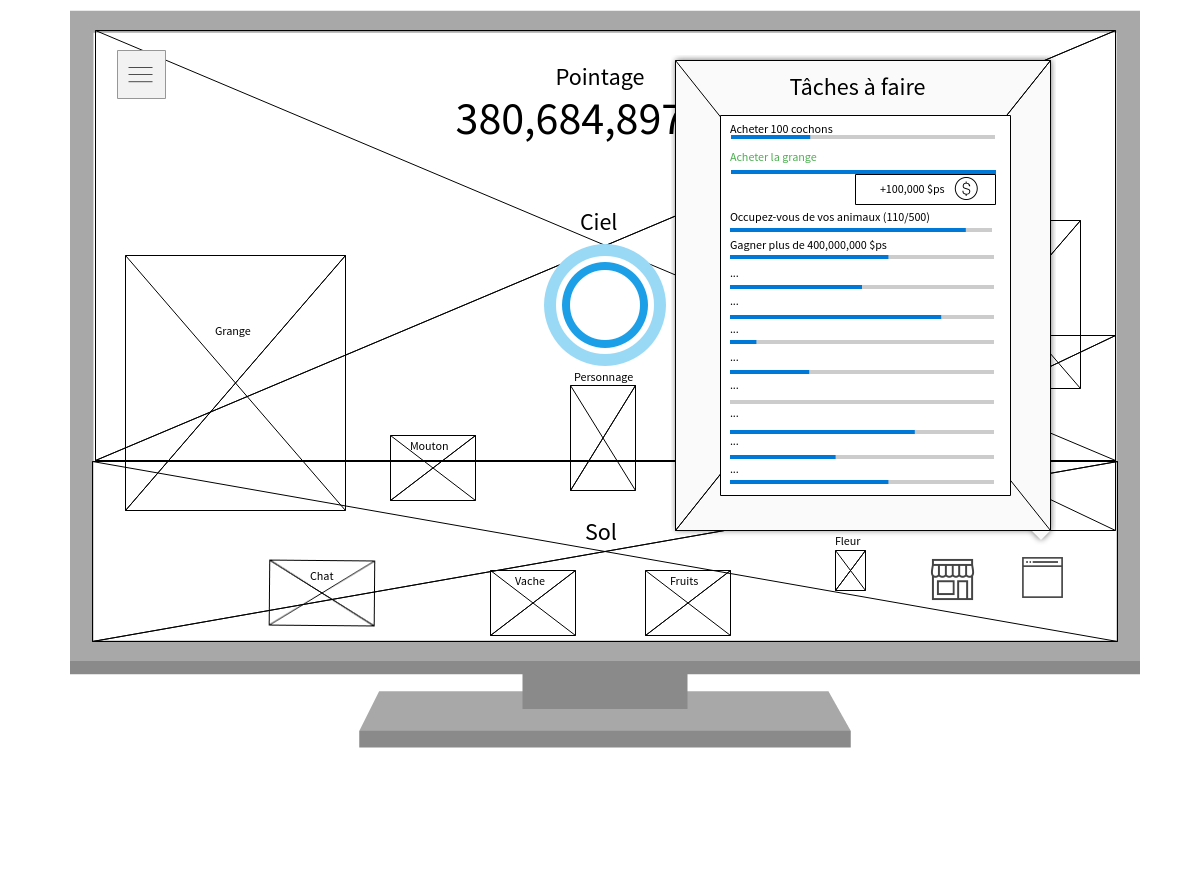 Pointage
380,684,897
Tâches à faire
Acheter 100 cochons
Acheter la grange
+100,000 $ps
$
Occupez-vous de vos animaux (110/500)
Gagner plus de 400,000,000 $ps
...
...
...
...
...
...
...
...
Ciel
Grange
Personnage
Mouton
Sol
Fleur
Chat
Vache
Fruits